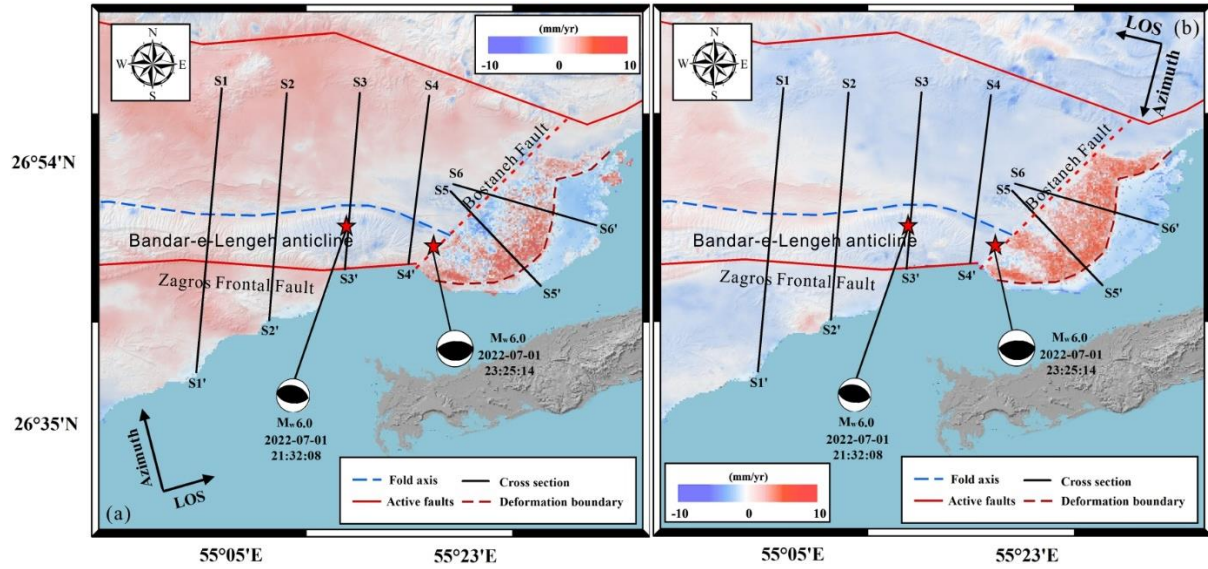 N
W
E
S
(mm/yr)
-10
0
10
S1
S2
S3
S4
S6
S5
Bostaneh Fault
S6'
Bandar-e-Lengeh anticline
Zagros Frontal Fault
S3'
S4'
S5'
S2'
S1'
Mw 6.0
2022-07-01
23:25:14
Mw 6.0
2022-07-01
21:32:08
Azimuth
LOS
(a)
Fold axis
Cross section
Active faults
Deformation boundary
26°54'N
26°35'N
55°05'E
55°23'E
N
W
E
S
LOS
(b)
Azimuth
S1
S2
S3
S4
S6
S5
Bostaneh Fault
S6'
Bandar-e-Lengeh anticline
Zagros Frontal Fault
S3'
S4'
S5'
S2'
S1'
Mw 6.0
2022-07-01
23:25:14
Mw 6.0
2022-07-01
21:32:08
(mm/yr)
-10
0
10
Fold axis
Cross section
Active faults
Deformation boundary
55°05'E
55°23'E